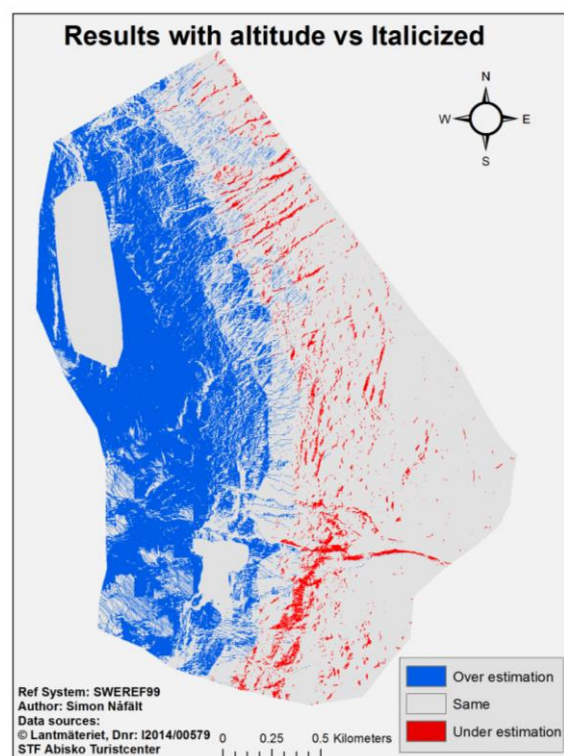 Results with altitude vs Italicized
N
W E
S
Over estimation
Same
Under estimation
Ref System: SWEREF99
Author: Simon Nåfält
Data sources:
© Lantmäteriet, Dnr: I2014/00579
STF Abisko Turistcenter
0 0.25 0.5 Kilometers